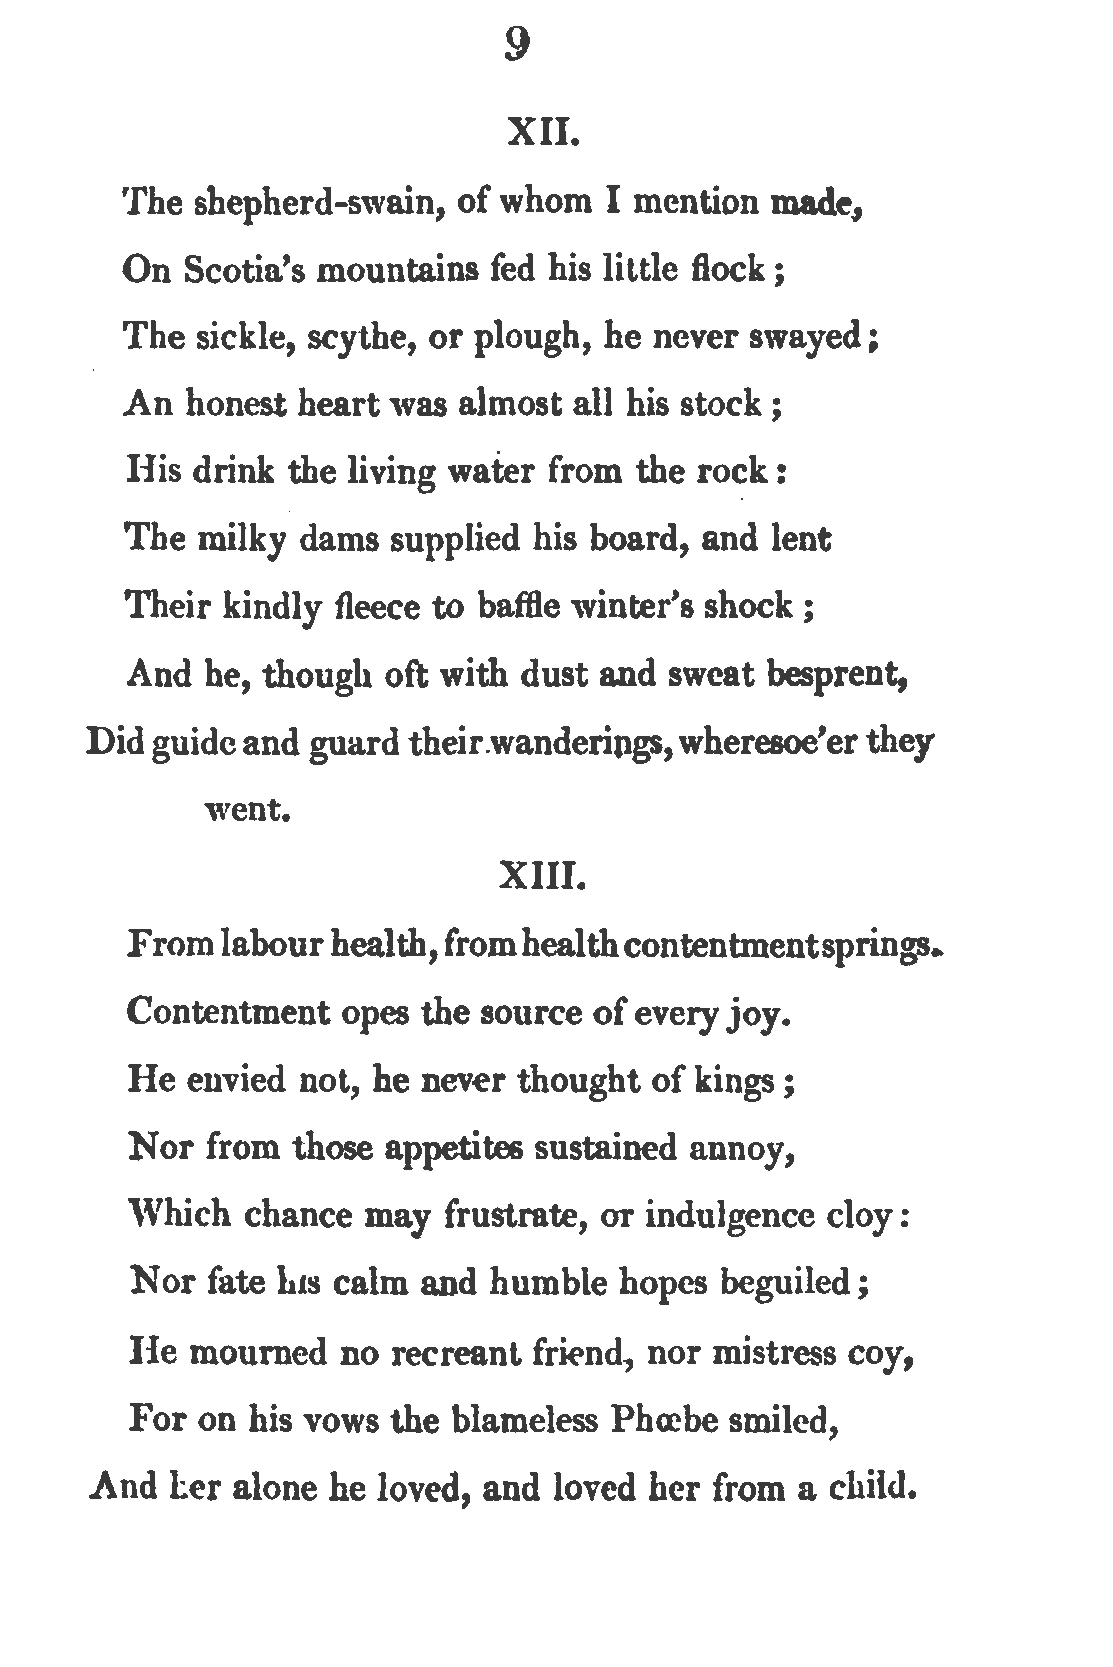 9
XII.
The shepherd-swain, of whom I mention made,
On Scotia's mountains fed his little flock ;
The sickle, scythe, or plough, he never swayed ;
An honest heart was almost all his stock ;
His drink the living water from the rock :
The milky dams supplied his board, and lent
Their kindly fleece to baffle winter's shock ;
And he, though oft with dust and sweat besprent,
Did guide and guard their wanderings, wheresoe'er they
went.
XIII.
From labour health, from health contentment springs.
Contentment opes the source of every joy.
He envied not, he never thought of kings ;
Nor from those appetites sustained annoy,
Which chance may frustrate, or indulgence cloy :
Nor fate his calm and humble hopes beguiled ;
He mourned no recreant friend, nor mistress coy,
For on his vows the blameless Phœbe smiled,
And her alone he loved, and loved her from a child.